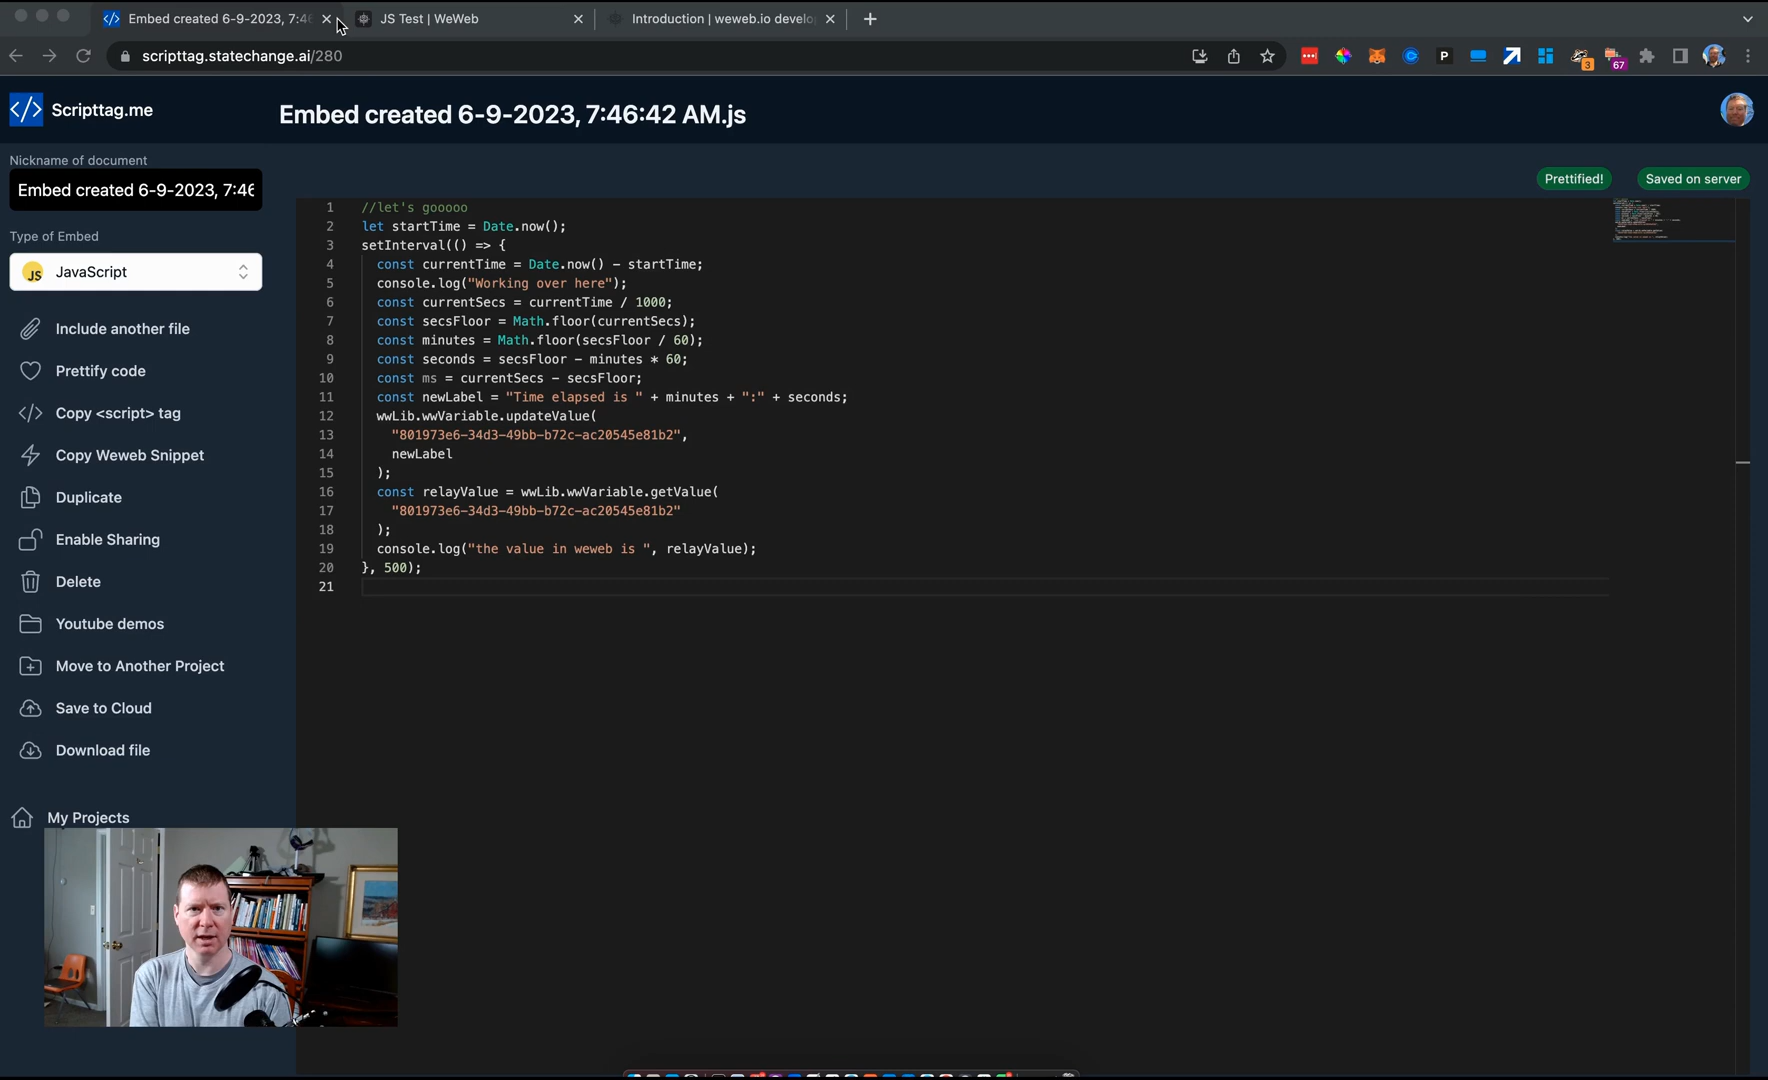 Embed created 6-9-2023, 7:46
JS Test | WeWeb
Introduction | weweb.io develo
scripttag.statechange.ai/280
P
3
67
Scripttag.me
Embed created 6-9-2023, 7:46:42 AM.js
Nickname of document
Embed created 6-9-2023, 7:46
Prettified!
Saved on server
Type of Embed
JS JavaScript
Include another file
Prettify code
Copy <script> tag
Copy Weweb Snippet
Duplicate
Enable Sharing
Delete
Youtube demos
Move to Another Project
Save to Cloud
Download file
My Projects
1 //let's gooooo
2 let startTime = Date.now();
3 setInterval(() => {
4 const currentTime = Date.now() - startTime;
5 console.log("Working over here");
6 const currentSecs = currentTime / 1000;
7 const secsFloor = Math.floor(currentSecs);
8 const minutes = Math.floor(secsFloor / 60);
9 const seconds = secsFloor - minutes * 60;
10 const ms = currentSecs - secsFloor;
11 const newLabel = "Time elapsed is " + minutes + ":" + seconds;
12 wwLib.wwVariable.updateValue(
13 "801973e6-34d3-49bb-b72c-ac20545e81b2",
14 newLabel
15 );
16 const relayValue = wwLib.wwVariable.getValue(
17 "801973e6-34d3-49bb-b72c-ac20545e81b2"
18 );
19 console.log("the value in weweb is ", relayValue);
20 }, 500);
21